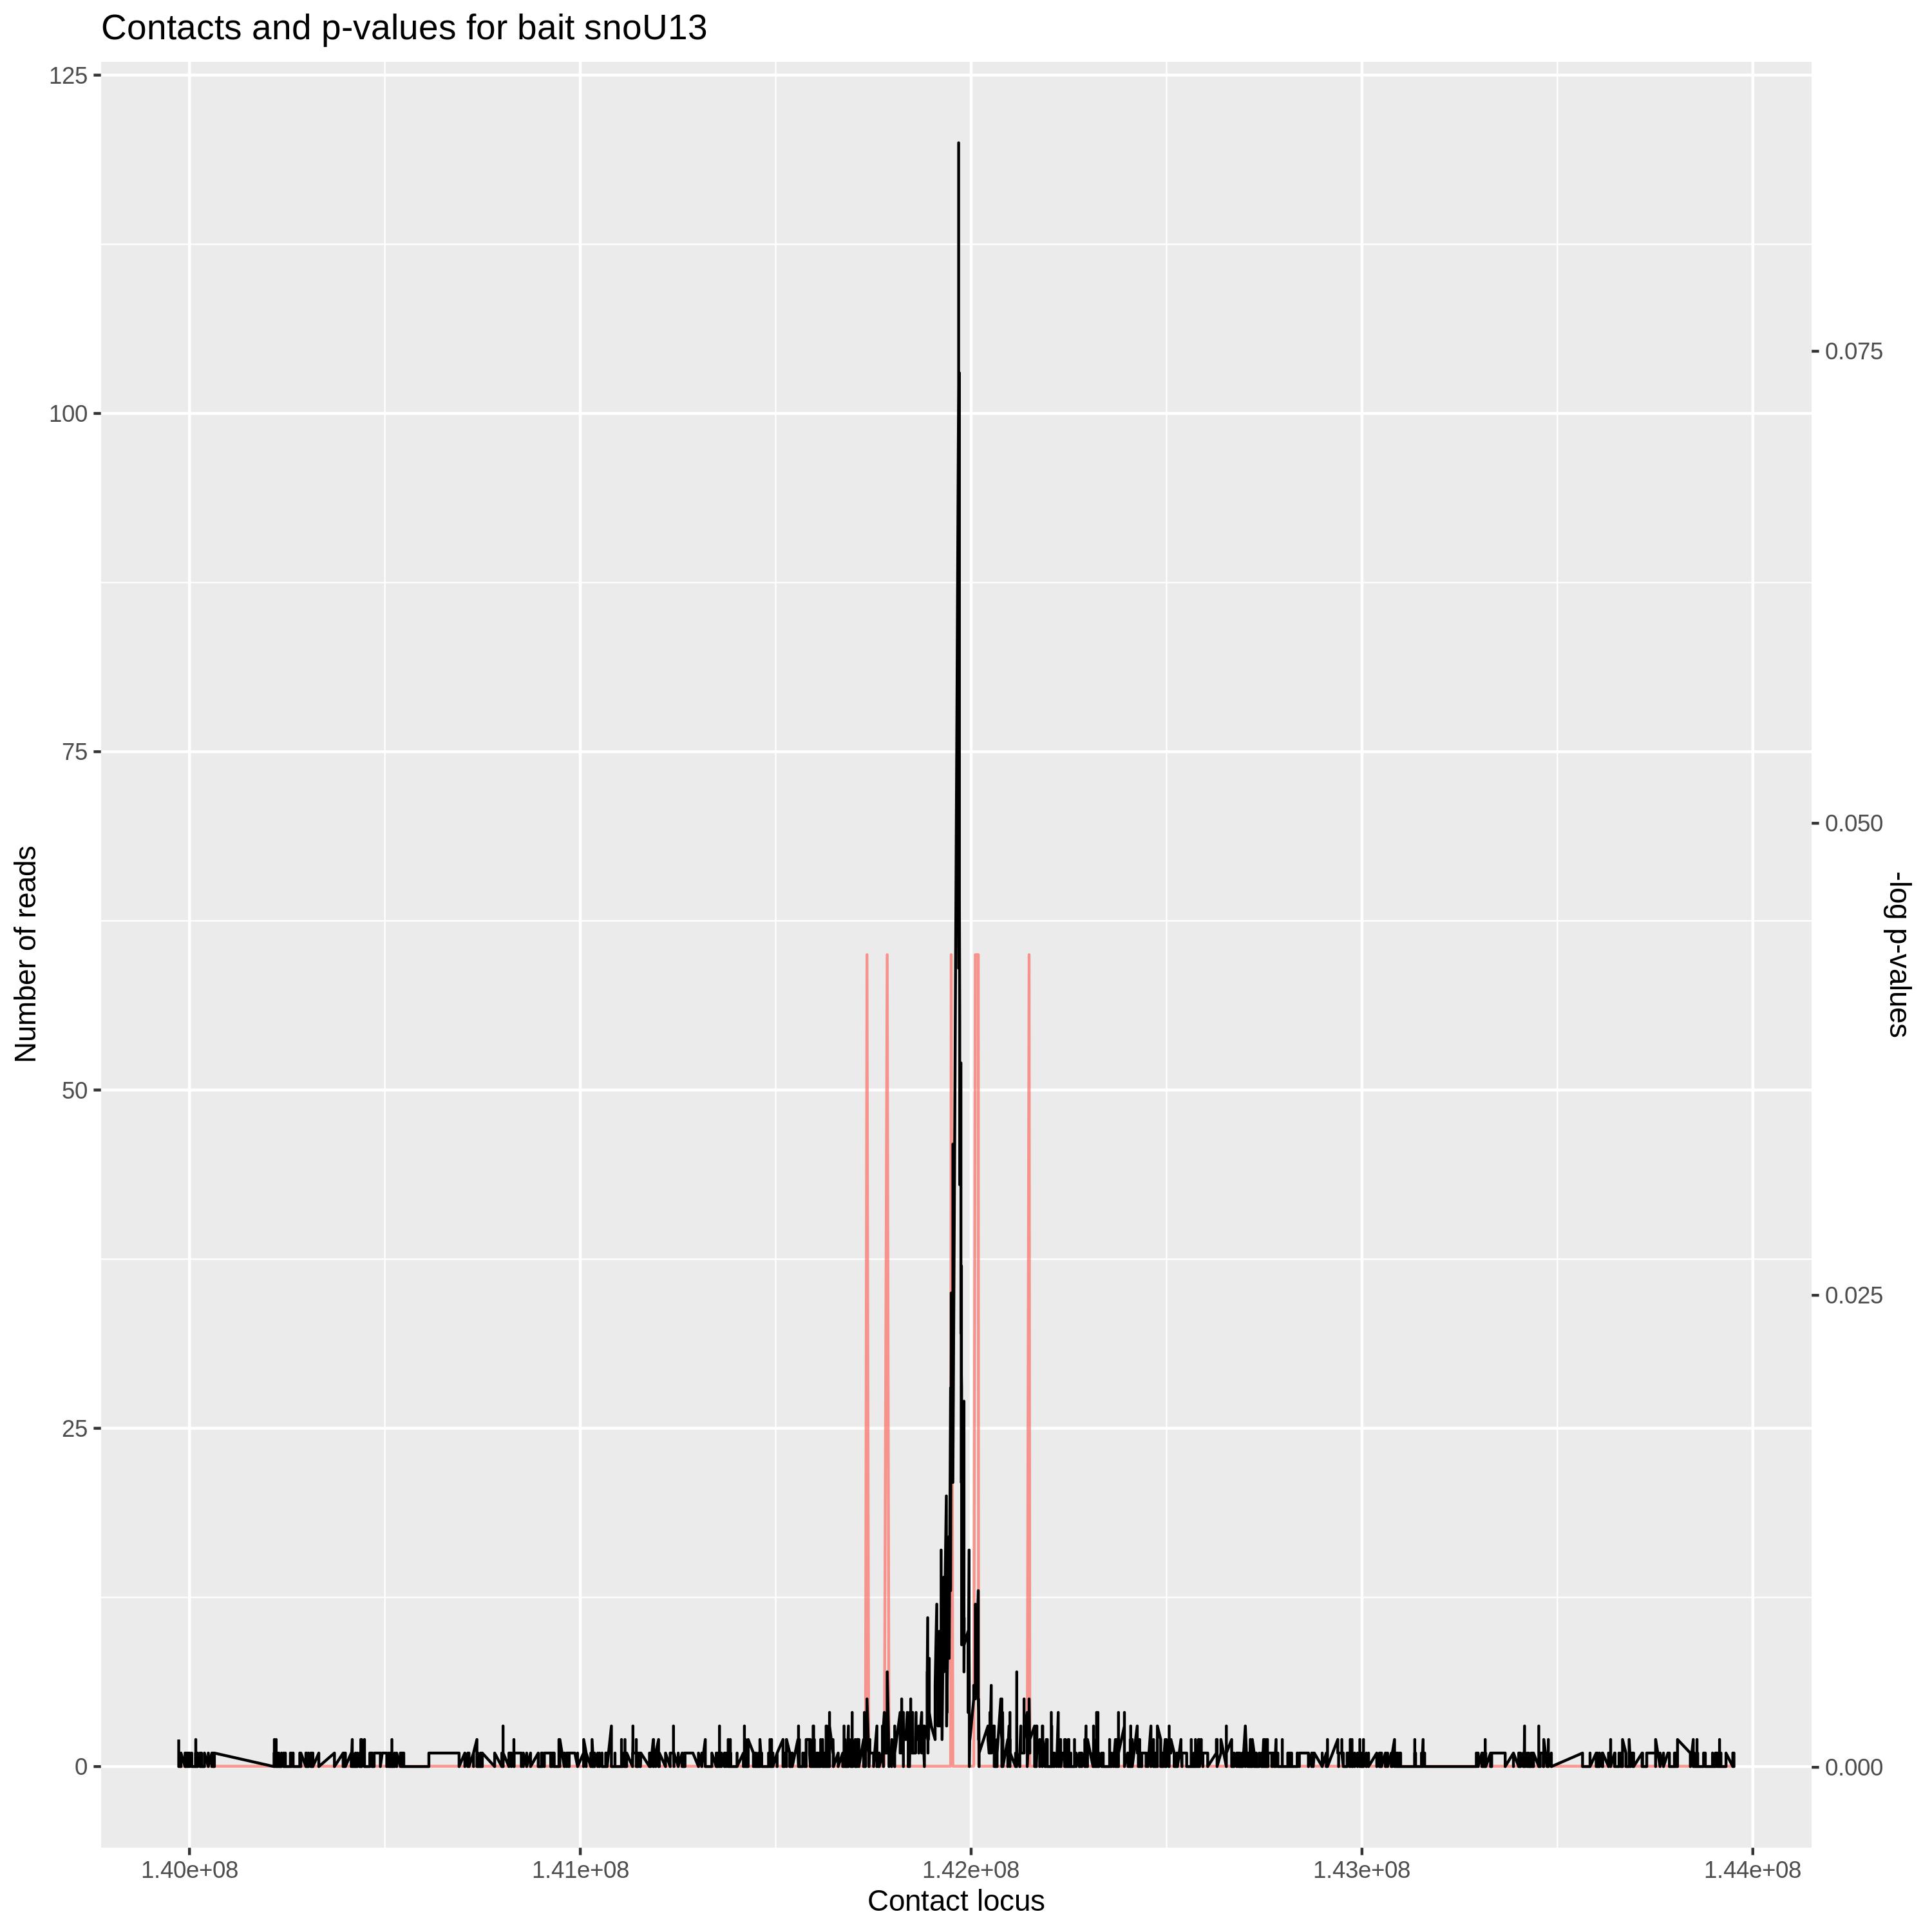 Contacts and p-values for bait snoU13
125
100
75
50
25
0
Number of reads
0.075
0.050
0.025
0.000
-log p-values
1.40e+08
1.41e+08
1.42e+08
1.43e+08
1.44e+08
Contact locus